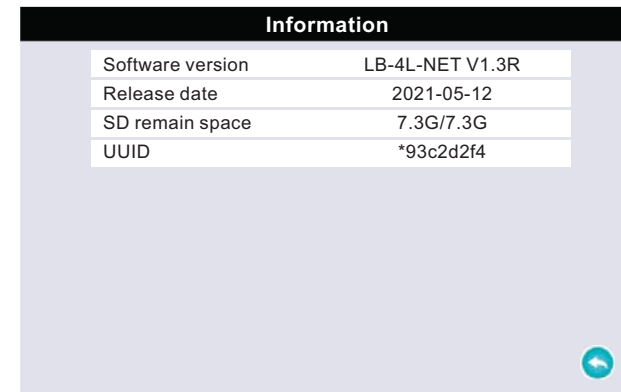 Information
Software version LB-4L-NET V1.3R
Release date 2021-05-12
SD remain space 7.3G/7.3G
UUID *93c2d2f4